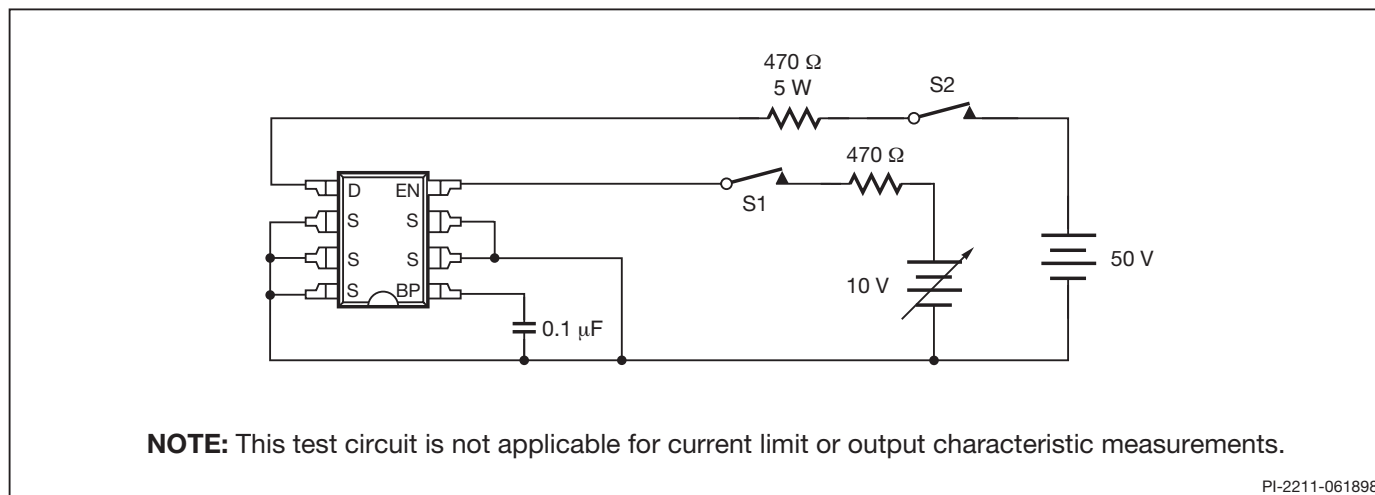 470 Ω
5 W
S2
470 Ω
S1
D EN
S S
S S
S BP
10 V
50 V
0.1 µF
NOTE: This test circuit is not applicable for current limit or output characteristic measurements.
PI-2211-061898